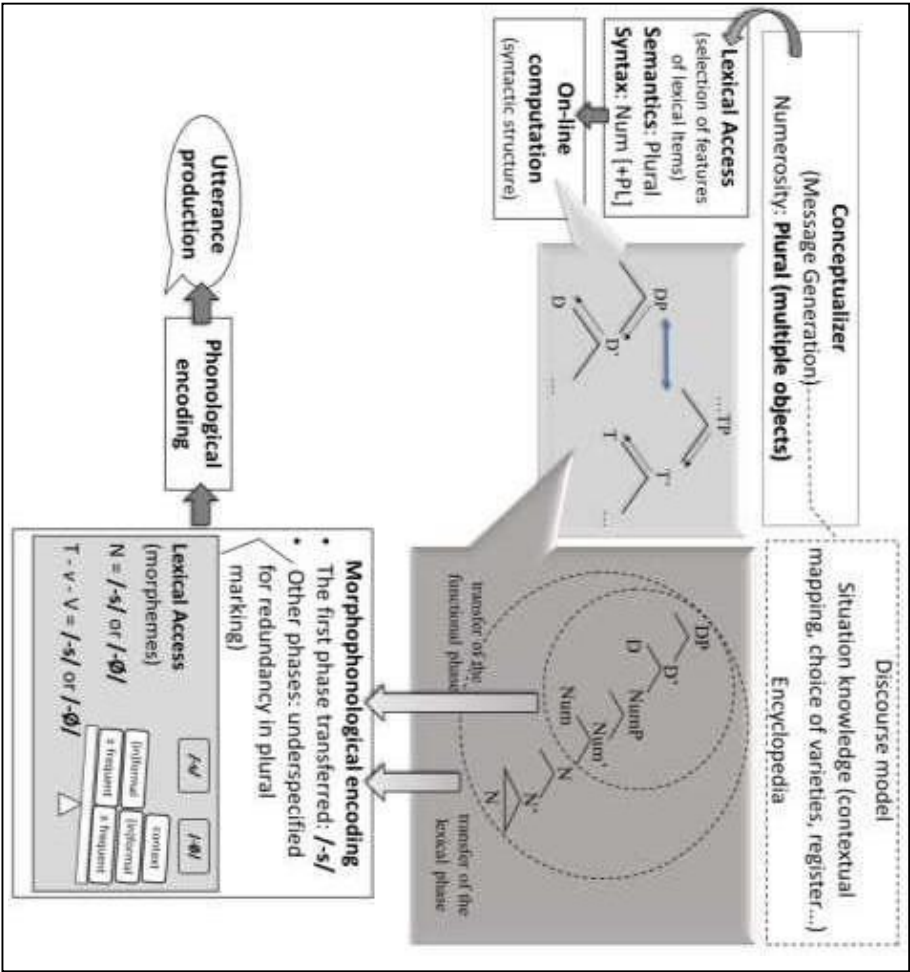 Conceptualizer
(Message Generation)
Numerosity: Plural (multiple objects)
Discourse model
Situation knowledge (contextual
mapping, choice of varieties, register...)
Encyclopedia
Lexical Access
(selection of features
of lexical Items)
Semantics: Plural
Syntax: Num [+PL]
On-line
computation
(syntactic structure)
...TP
DP
T'
D'
T
D
...
...
DP
D'
D
NumP
Num'
Num
N
N'
N
transfer of the
functional phase
transfer of the
lexical phase
Morphophonological encoding
• The first phase transferred: /-s/
• Other phases: underspecified
for redundancy in plural
marking)
Lexical Access
(morphemes)
N = /-s/ or /-Ø/
T - v - V = /-s/ or /-Ø/
/-s/
/-Ø/
context
(in)formal
(in)formal
± frequent
± frequent
Phonological
encoding
Utterance
production